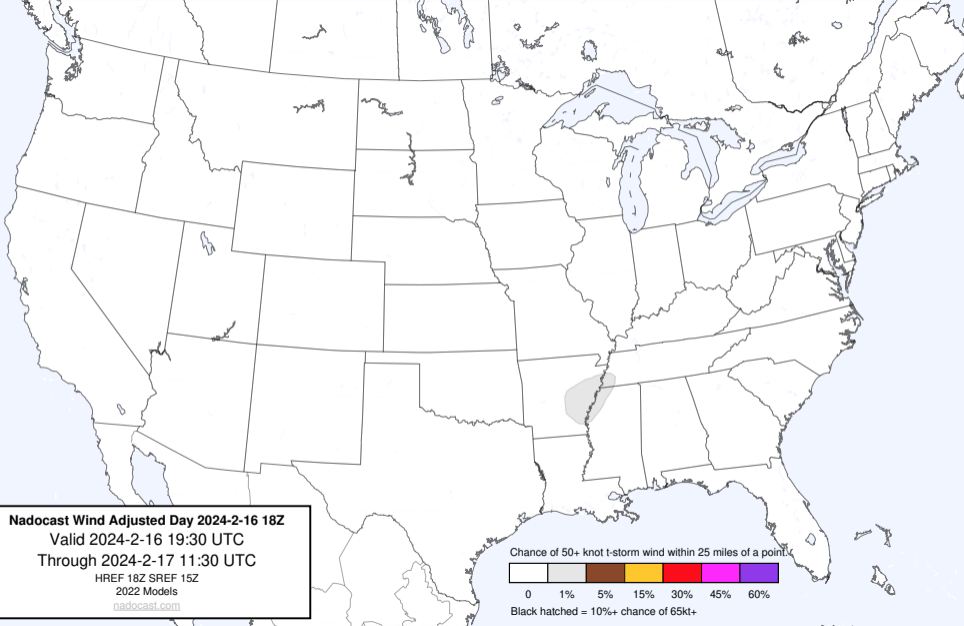 Nadocast Wind Adjusted Day 2024-2-16 18Z
Valid 2024-2-16 19:30 UTC
Through 2024-2-17 11:30 UTC
HREF 18Z SREF 15Z
2022 Models
nadocast.com
Chance of 50+ knot t-storm wind within 25 miles of a point.
0 1% 5% 15% 30% 45% 60%
Black hatched = 10%+ chance of 65kt+